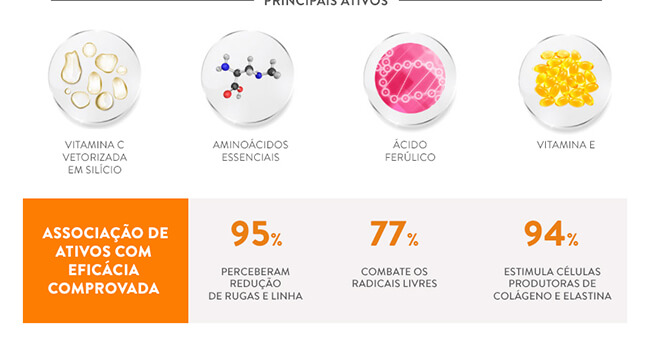 PRINCIPAIS ATIVOS
VITAMINA C
VETORIZADA
EM SILÍCIO
AMINOÁCIDOS
ESSENCIAIS
ÁCIDO
FERÚLICO
VITAMINA E
ASSOCIAÇÃO DE
ATIVOS COM
EFICÁCIA
COMPROVADA
95%
PERCEBERAM
REDUÇÃO
DE RUGAS E LINHA
77%
COMBATE OS
RADICAIS LIVRES
94%
ESTIMULA CÉLULAS
PRODUTORAS DE
COLÁGENO E ELASTINA